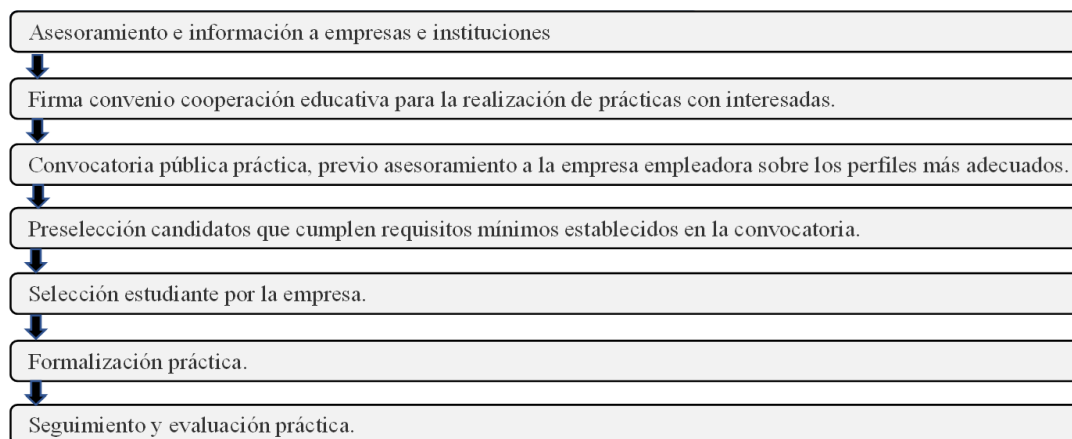 Asesoramiento e información a empresas e instituciones
Firma convenio cooperación educativa para la realización de prácticas con interesadas.
Convocatoria pública práctica, previo asesoramiento a la empresa empleadora sobre los perfiles más adecuados.
Preselección candidatos que cumplen requisitos mínimos establecidos en la convocatoria.
Selección estudiante por la empresa.
Formalización práctica.
Seguimiento y evaluación práctica.